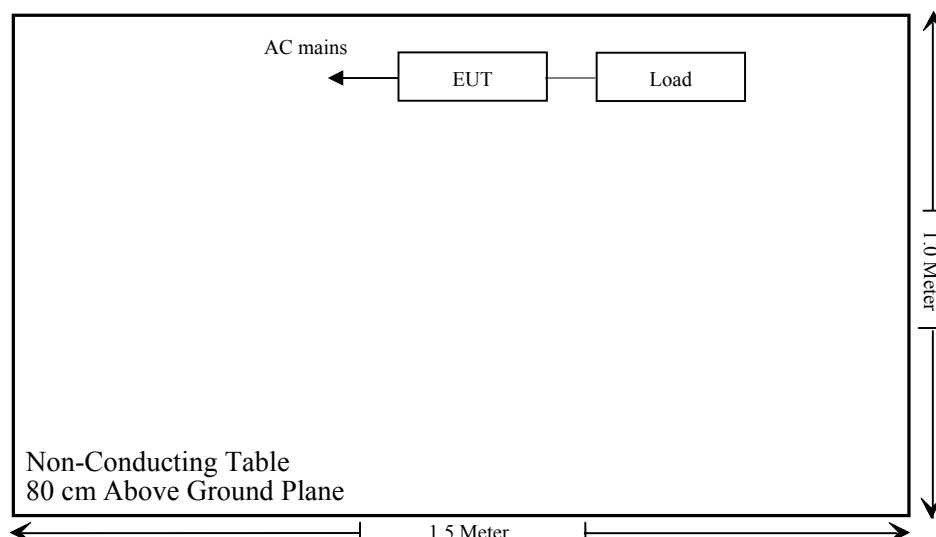 AC mains
EUT
Load
1.0 Meter
Non-Conducting Table
80 cm Above Ground Plane
1.5 Meter